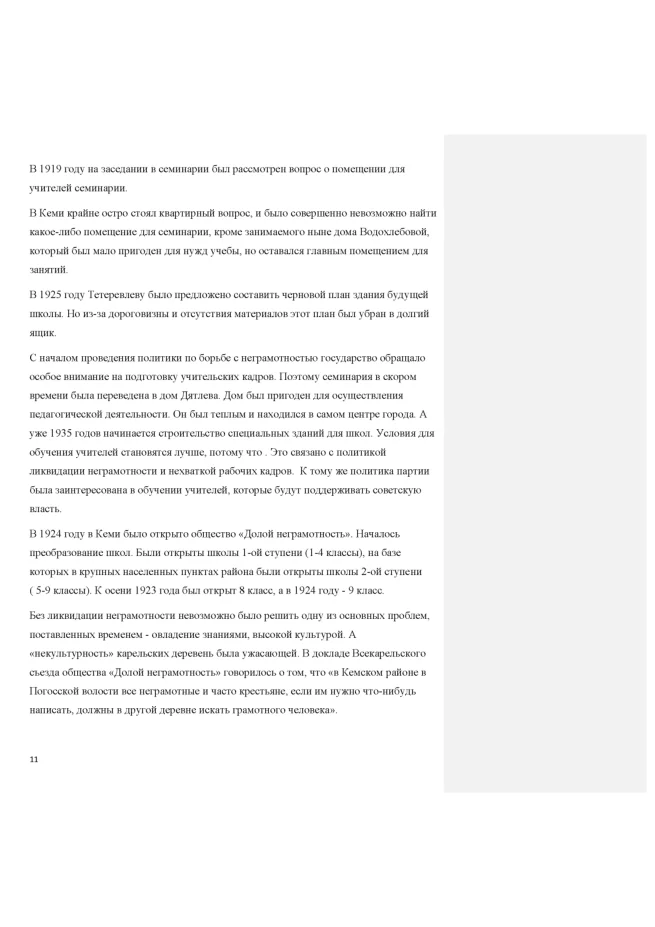 В 1919 году на заседании в семинарии был рассмотрен вопрос о помещении для
учителей семинарии.
В Кеми крайне остро стоял квартирный вопрос, и было совершенно невозможно найти
какое-либо помещение для семинарии, кроме занимаемого ныне дома Водохлебовой,
который был мало пригоден для нужд учебы, но оставался главным помещением для
занятий.
В 1925 году Тетеревлеву было предложено составить черновой план здания будущей
школы. Но из-за дороговизны и отсутствия материалов этот план был убран в долгий
ящик.
С началом проведения политики по борьбе с неграмотностью государство обращало
особое внимание на подготовку учительских кадров. Поэтому семинария в скором
времени была переведена в дом Дятлева. Дом был пригоден для осуществления
педагогической деятельности. Он был теплым и находился в самом центре города. А
уже 1935 годов начинается строительство специальных зданий для школ. Условия для
обучения учителей становятся лучше, потому что . Это связано с политикой
ликвидации неграмотности и нехваткой рабочих кадров.  К тому же политика партии
была заинтересована в обучении учителей, которые будут поддерживать советскую
власть.
В 1924 году в Кеми было открыто общество «Долой неграмотность». Началось
преобразование школ. Были открыты школы 1-ой ступени (1-4 классы), на базе
которых в крупных населенных пунктах района были открыты школы 2-ой ступени
( 5-9 классы). К осени 1923 года был открыт 8 класс, а в 1924 году - 9 класс.
Без ликвидации неграмотности невозможно было решить одну из основных проблем,
поставленных временем - овладение знаниями, высокой культурой. А
«некультурность» карельских деревень была ужасающей. В докладе Всекарельского
съезда общества «Долой неграмотность» говорилось о том, что «в Кемском районе в
Погосской волости все неграмотные и часто крестьяне, если им нужно что-нибудь
написать, должны в другой деревне искать грамотного человека».
11